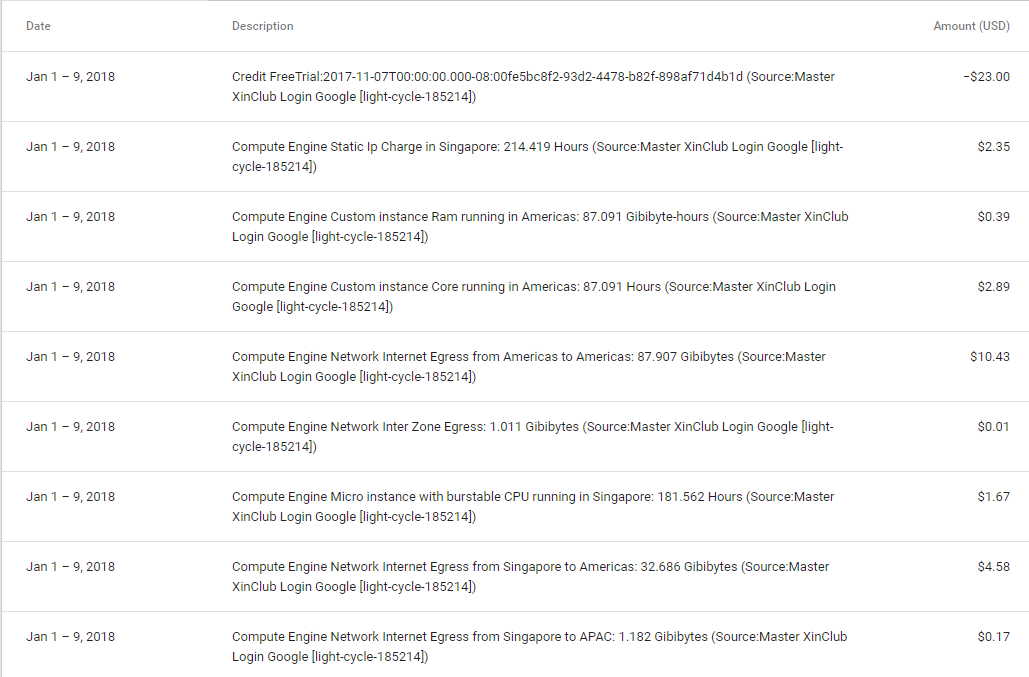 Date Description Amount (USD)
Jan 1 – 9, 2018 Credit FreeTrial:2017-11-07T00:00:00.000-08:00fe5bc8f2-93d2-4478-b82f-898af71d4b1d (Source:Master −$23.00
XinClub Login Google [light-cycle-185214])
Jan 1 – 9, 2018 Compute Engine Static Ip Charge in Singapore: 214.419 Hours (Source:Master XinClub Login Google [light- $2.35
cycle-185214])
Jan 1 – 9, 2018 Compute Engine Custom instance Ram running in Americas: 87.091 Gibibyte-hours (Source:Master XinClub $0.39
Login Google [light-cycle-185214])
Jan 1 – 9, 2018 Compute Engine Custom instance Core running in Americas: 87.091 Hours (Source:Master XinClub Login $2.89
Google [light-cycle-185214])
Jan 1 – 9, 2018 Compute Engine Network Internet Egress from Americas to Americas: 87.907 Gibibytes (Source:Master $10.43
XinClub Login Google [light-cycle-185214])
Jan 1 – 9, 2018 Compute Engine Network Inter Zone Egress: 1.011 Gibibytes (Source:Master XinClub Login Google [light- $0.01
cycle-185214])
Jan 1 – 9, 2018 Compute Engine Micro instance with burstable CPU running in Singapore: 181.562 Hours (Source:Master $1.67
XinClub Login Google [light-cycle-185214])
Jan 1 – 9, 2018 Compute Engine Network Internet Egress from Singapore to Americas: 32.686 Gibibytes (Source:Master $4.58
XinClub Login Google [light-cycle-185214])
Jan 1 – 9, 2018 Compute Engine Network Internet Egress from Singapore to APAC: 1.182 Gibibytes (Source:Master XinClub $0.17
Login Google [light-cycle-185214])